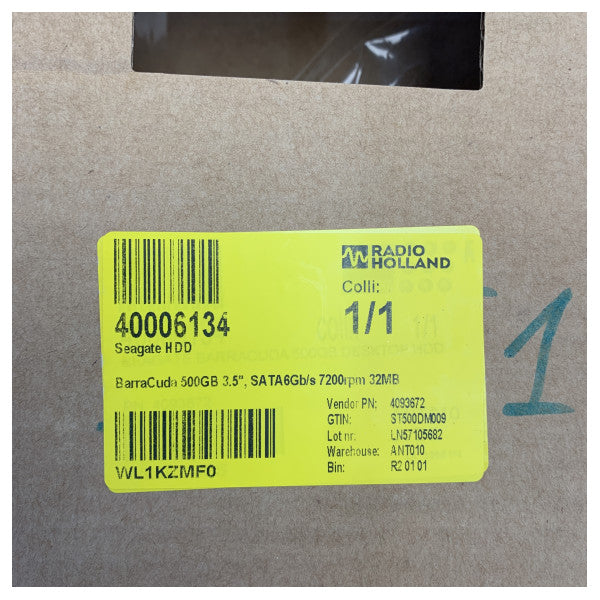 RADIO
HOLLAND
Colli:
1/1
40006134
Seagate HDD
BarraCuda 500GB 3.5", SATA6Gb/s 7200rpm 32MB
Vendor PN: 4093672
GTIN: ST500DM009
Lot nr: LN57105682
Warehouse: ANT010
Bin: R2 01 01
WL1KZMF0
1